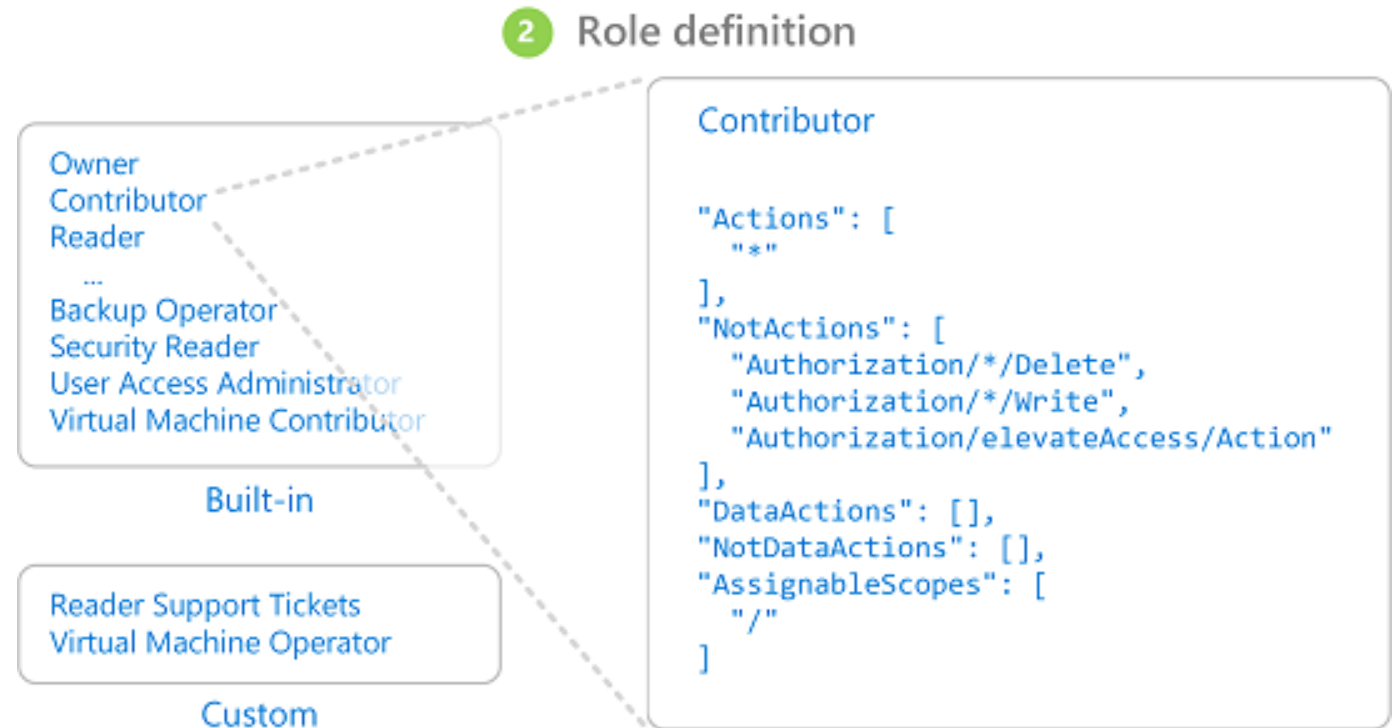 2 Role definition
Owner
Contributor
Reader
...
Backup Operator
Security Reader
User Access Administrator
Virtual Machine Contributor
Built-in
Reader Support Tickets
Virtual Machine Operator
Custom
Contributor
"Actions": [
"*"
],
"NotActions": [
"Authorization/*/Delete",
"Authorization/*/Write",
"Authorization/elevateAccess/Action"
],
"DataActions": [],
"NotDataActions": [],
"AssignableScopes": [
"/"
]